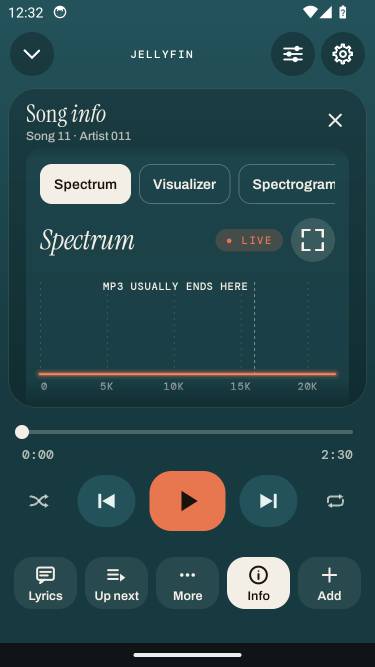 12:32
JELLYFIN
Song info
Song 11 · Artist 011
Spectrum
Visualizer
Spectrogram
Spectrum
• LIVE
MP3 USUALLY ENDS HERE
0 5K 10K 15K 20K
0:00 2:30
Lyrics
Up next
More
Info
Add